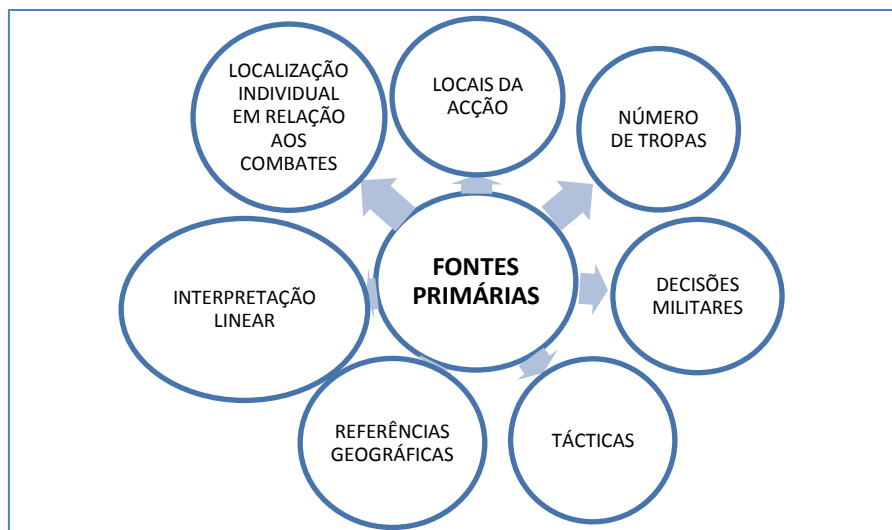 LOCALIZAÇÃO
INDIVIDUAL
EM RELAÇÃO
AOS
COMBATES
LOCAIS DA
ACÇÃO
NÚMERO
DE TROPAS
FONTES
PRIMÁRIAS
INTERPRETAÇÃO
LINEAR
DECISÕES
MILITARES
REFERÊNCIAS
GEOGRÁFICAS
TÁCTICAS